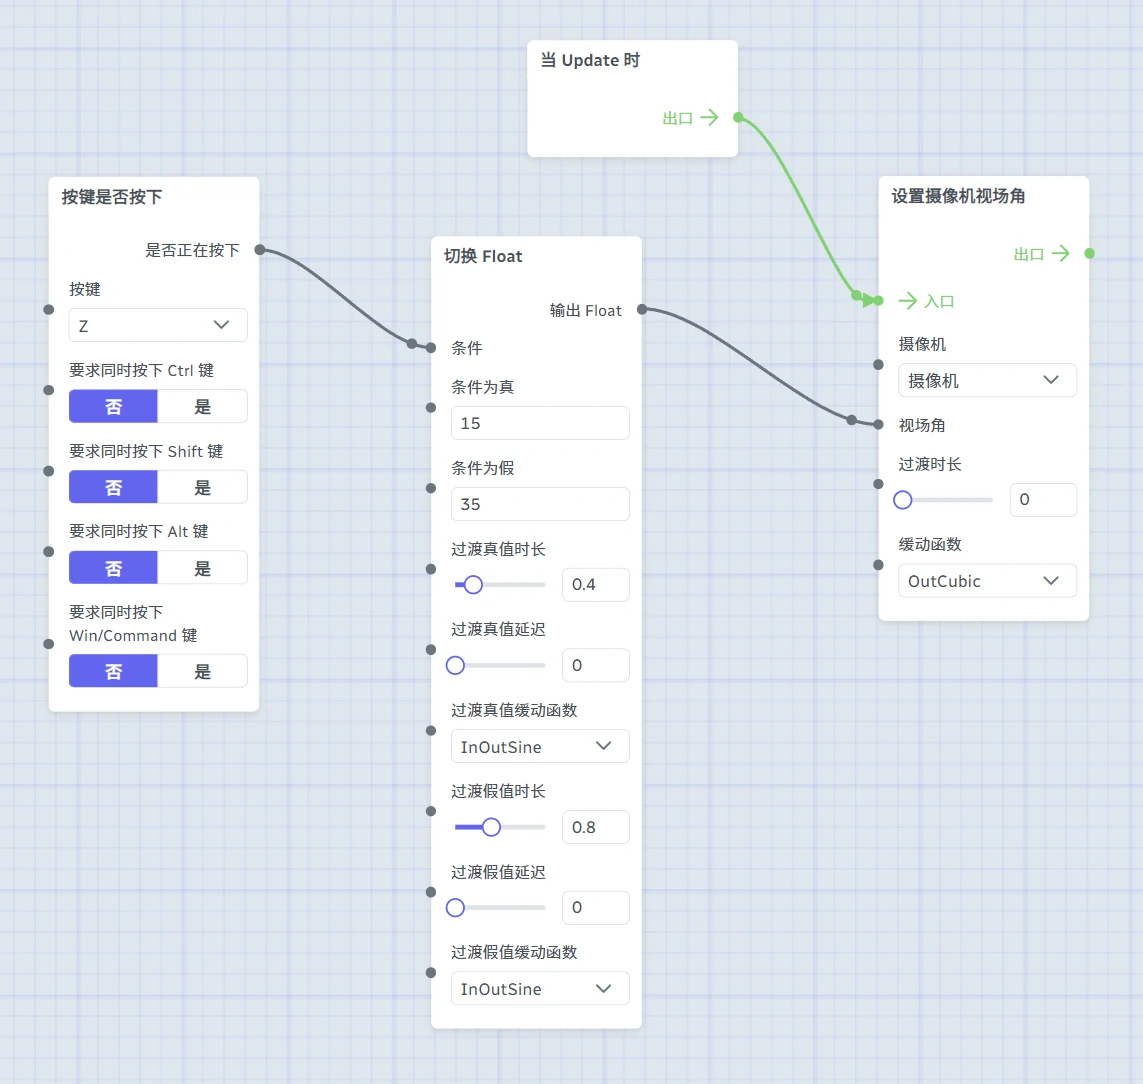 当 Update 时
出口
按键是否按下
是否正在按下
按键
Z
要求同时按下 Ctrl 键
否
是
要求同时按下 Shift 键
否
是
要求同时按下 Alt 键
否
是
要求同时按下
Win/Command 键
否
是
切换 Float
输出 Float
条件
条件为真
15
条件为假
35
过渡真值时长
0.4
过渡真值延迟
0
过渡真值缓动函数
InOutSine
过渡假值时长
0.8
过渡假值延迟
0
过渡假值缓动函数
InOutSine
设置摄像机视场角
出口
入口
摄像机
摄像机
视场角
过渡时长
0
缓动函数
OutCubic